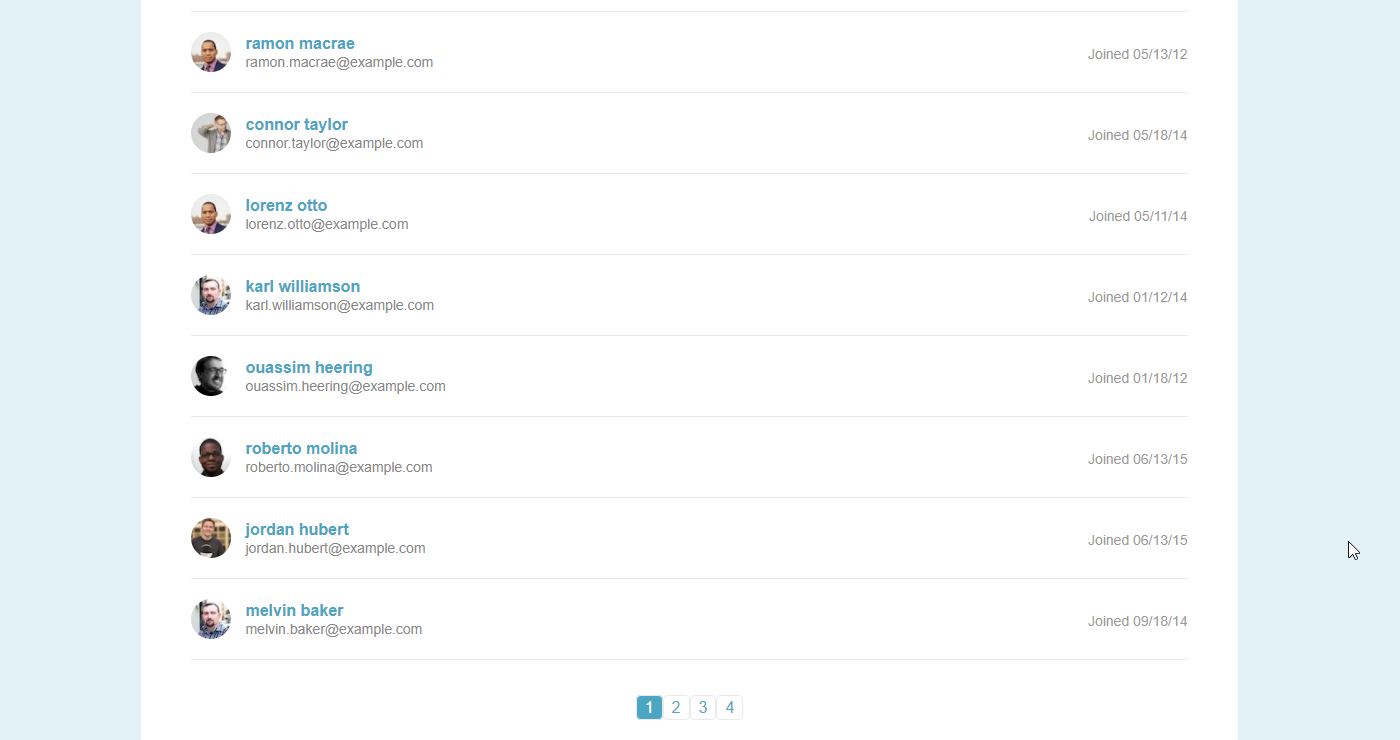 ramon macrae
ramon.macrae@example.com
Joined 05/13/12
connor taylor
connor.taylor@example.com
Joined 05/18/14
lorenz otto
lorenz.otto@example.com
Joined 05/11/14
karl williamson
karl.williamson@example.com
Joined 01/12/14
ouassim heering
ouassim.heering@example.com
Joined 01/18/12
roberto molina
roberto.molina@example.com
Joined 06/13/15
jordan hubert
jordan.hubert@example.com
Joined 06/13/15
melvin baker
melvin.baker@example.com
Joined 09/18/14
1 2 3 4